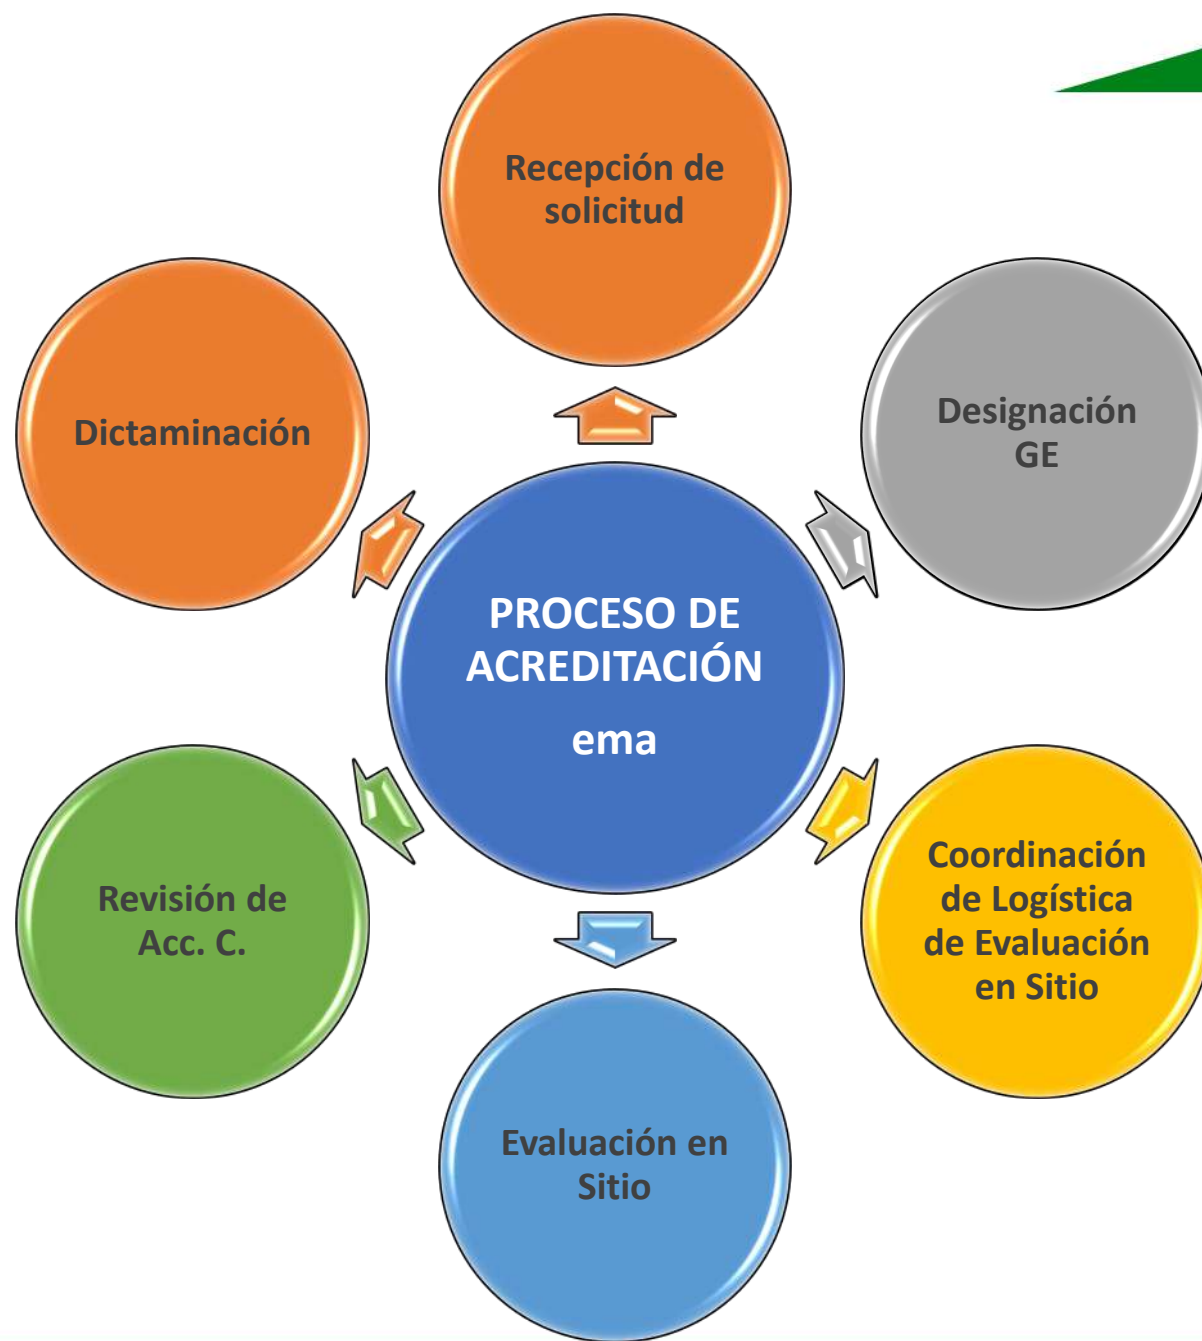 Recepción de
solicitud
Designación
GE
Coordinación
de Logística
de Evaluación
en Sitio
Evaluación en
Sitio
Revisión de
Acc. C.
Dictaminación
PROCESO DE
ACREDITACIÓN
ema